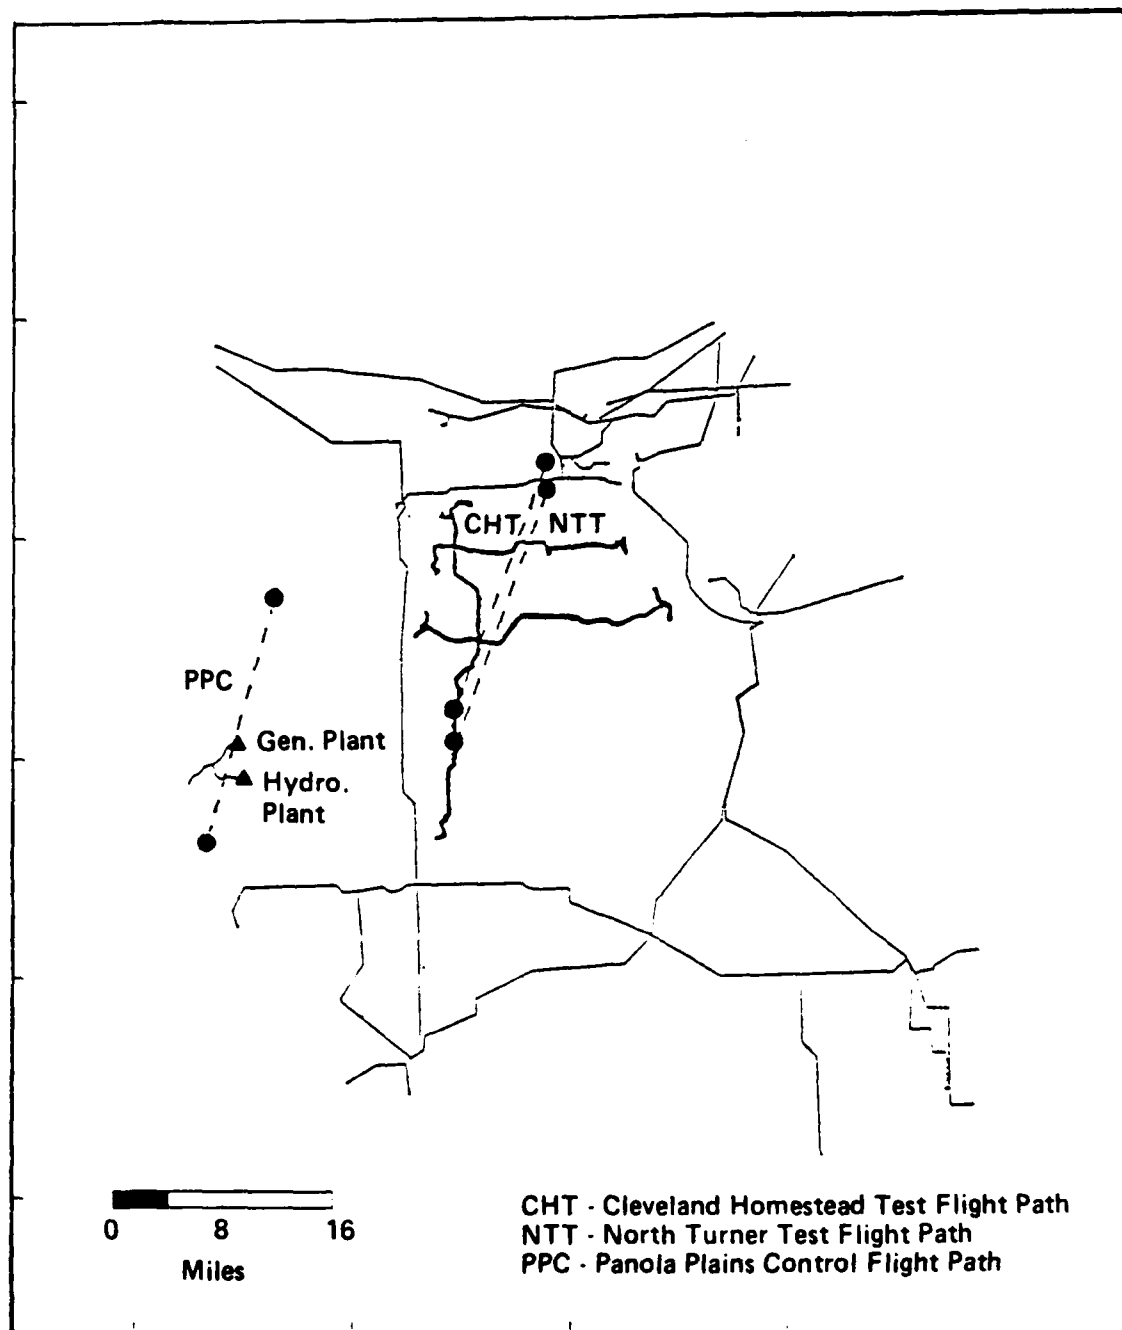 CHT
NTT
PPC
Gen. Plant
Hydro.
Plant
0 8 16
Miles
CHT - Cleveland Homestead Test Flight Path
NTT - North Turner Test Flight Path
PPC - Panola Plains Control Flight Path